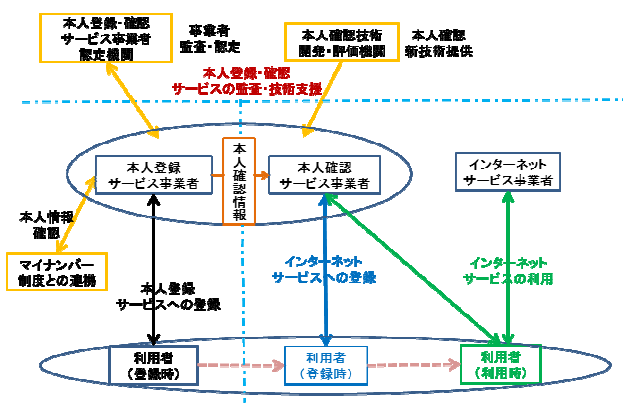 本人登録・確認
サービス事業者
認定機関
事業者
監査・認定
本人確認技術
開発・評価機関
本人確認
新技術提供
本人登録・確認
サービスの監査・技術支援
本人登録
サービス事業者
本人確認情報
本人確認
サービス事業者
インターネット
サービス事業者
本人情報
確認
マイナンバー
制度との連携
本人登録
サービスへの登録
インターネット
サービスへの登録
インターネット
サービスの利用
利用者
（登録時）
利用者
（登録時）
利用者
（利用時）